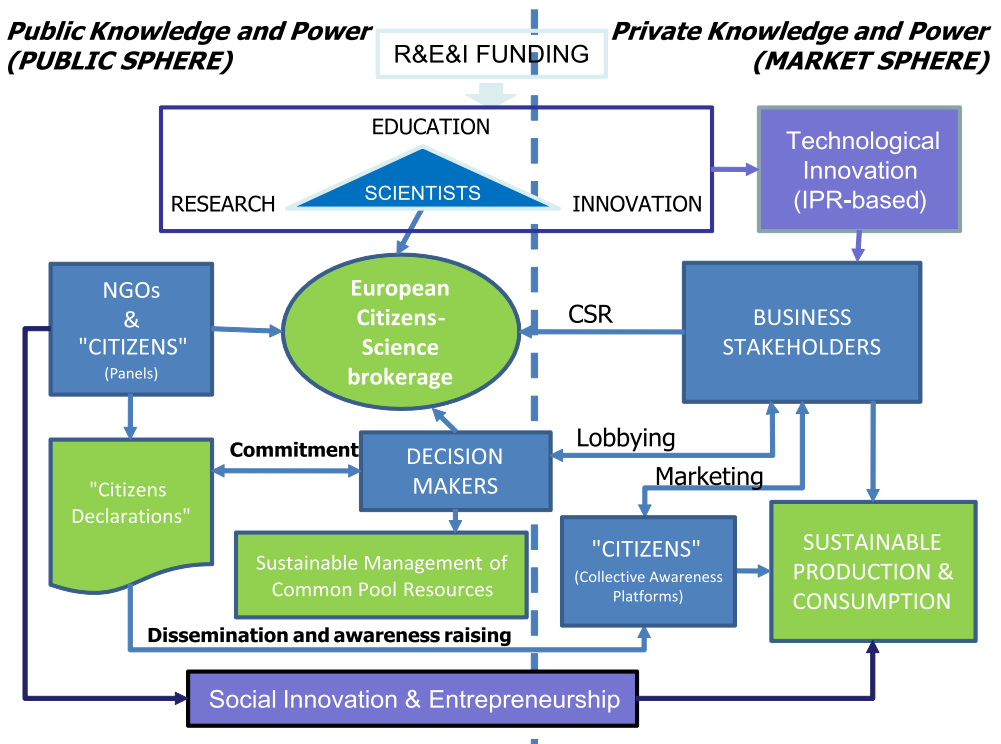 Public Knowledge and Power
(PUBLIC SPHERE)
R&E&I FUNDING
Private Knowledge and Power
(MARKET SPHERE)
EDUCATION
SCIENTISTS
RESEARCH
INNOVATION
Technological
Innovation
(IPR-based)
NGOs
&
"CITIZENS"
(Panels)
European
Citizens-
Science
brokerage
CSR
BUSINESS
STAKEHOLDERS
Commitment
DECISION
MAKERS
Lobbying
Marketing
"Citizens
Declarations"
Sustainable Management of
Common Pool Resources
"CITIZENS"
(Collective Awareness
Platforms)
SUSTAINABLE
PRODUCTION &
CONSUMPTION
Dissemination and awareness raising
Social Innovation & Entrepreneurship